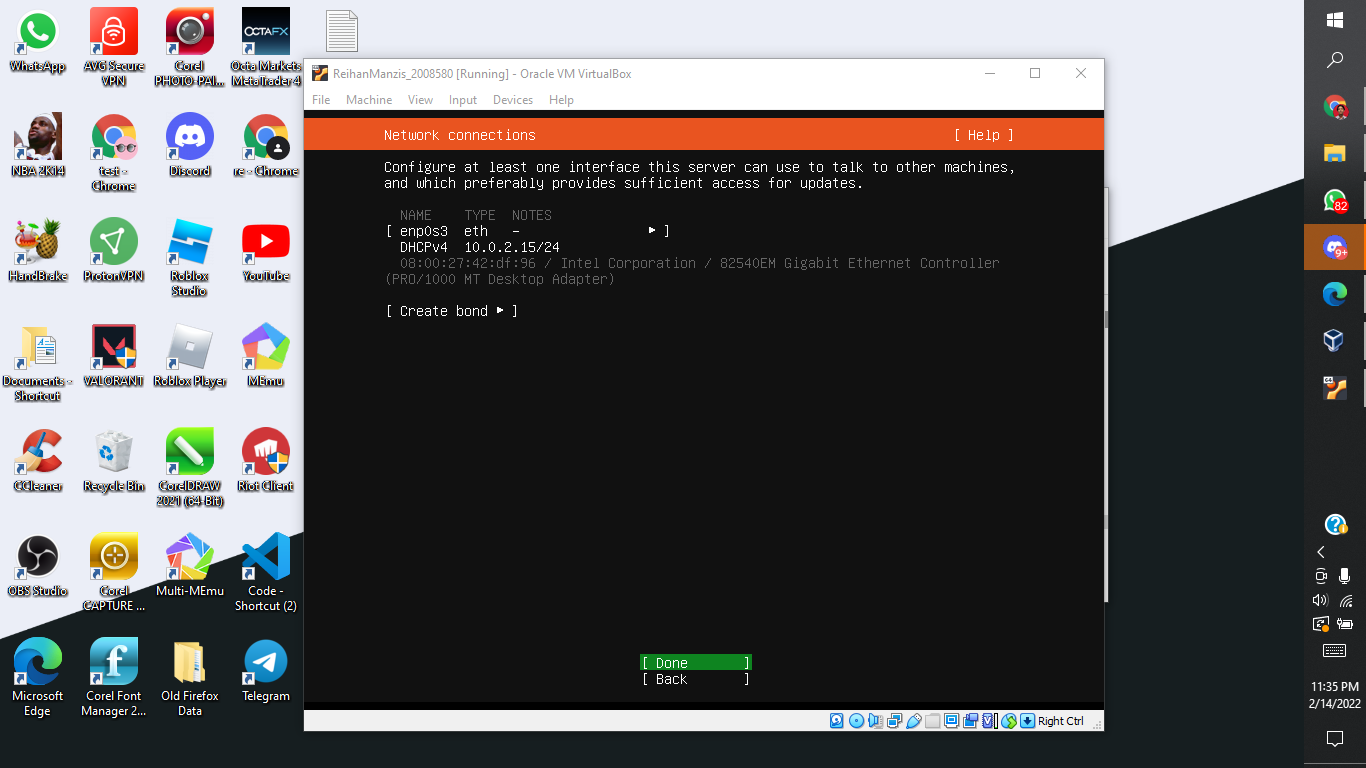 WhatsApp
AVG Secure
VPN
Corel
PHOTO-PAI...
OCTAFX
Octa Markets
MetaTrader 4
NBA 2K14
test -
Chrome
Discord
re - Chrome
HandBrake
ProtonVPN
Roblox
Studio
YouTube
Documents -
Shortcut
VALORANT
Roblox Player
MEmu
CCleaner
Recycle Bin
CorelDRAW
2021 (64-Bit)
Riot Client
OBS Studio
Corel
CAPTURE ...
Multi-MEmu
Code -
Shortcut (2)
Microsoft
Edge
Corel Font
Manager 2...
Old Firefox
Data
Telegram
ReihanManzis_2008580 [Running] - Oracle VM VirtualBox
File Machine View Input Devices Help
Network connections [ Help ]
Configure at least one interface this server can use to talk to other machines,
and which preferably provides sufficient access for updates.
NAME TYPE NOTES
[ enp0s3 eth - ▸ ]
DHCPv4 10.0.2.15/24
08:00:27:42:df:96 / Intel Corporation / 82540EM Gigabit Ethernet Controller
(PRO/1000 MT Desktop Adapter)
[ Create bond ▸ ]
[ Done ]
[ Back ]
Right Ctrl
82
9+
64
11:35 PM
2/14/2022